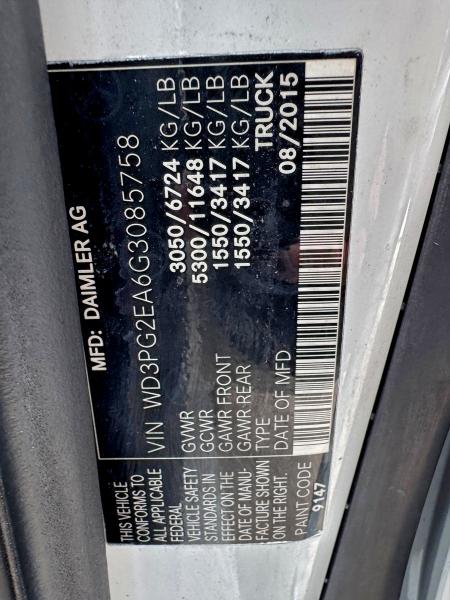 MFD: DAIMLER AG
VIN WD3PG2EA6G3085758
THIS VEHICLE
CONFORMS TO
ALL APPLICABLE
FEDERAL
VEHICLE SAFETY
STANDARDS IN
EFFECT ON THE
DATE OF MANU-
FACTURE SHOWN
ON THE RIGHT.
GVWR 3050/6724 KG/LB
GCWR 5300/11648 KG/LB
GAWR FRONT 1550/3417 KG/LB
GAWR REAR 1550/3417 KG/LB
TYPE TRUCK
DATE OF MFD 08/2015
PAINT CODE
9147